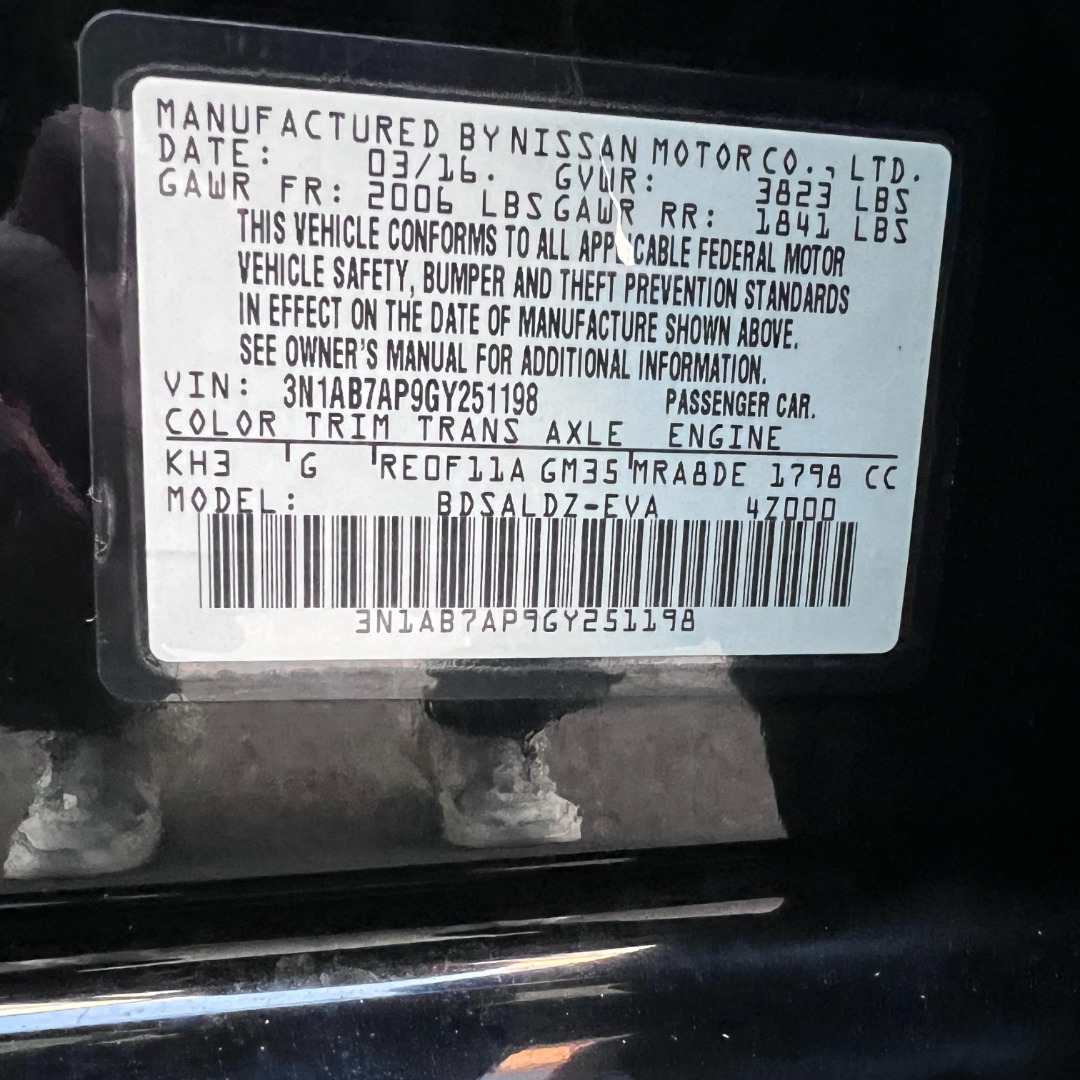 MANUFACTURED BY NISSAN MOTOR CO., LTD.
DATE: 03/16. GVWR: 3823 LBS
GAWR FR: 2006 LBS GAWR RR: 1841 LBS
THIS VEHICLE CONFORMS TO ALL APPLICABLE FEDERAL MOTOR
VEHICLE SAFETY, BUMPER AND THEFT PREVENTION STANDARDS
IN EFFECT ON THE DATE OF MANUFACTURE SHOWN ABOVE.
SEE OWNER'S MANUAL FOR ADDITIONAL INFORMATION.
VIN: 3N1AB7AP9GY251198 PASSENGER CAR.
COLOR TRIM TRANS AXLE ENGINE
KH3 G RE0F11A GM35 MRA8DE 1798 CC
MODEL: BDSALDZ-EVA 4Z000
3N1AB7AP9GY251198